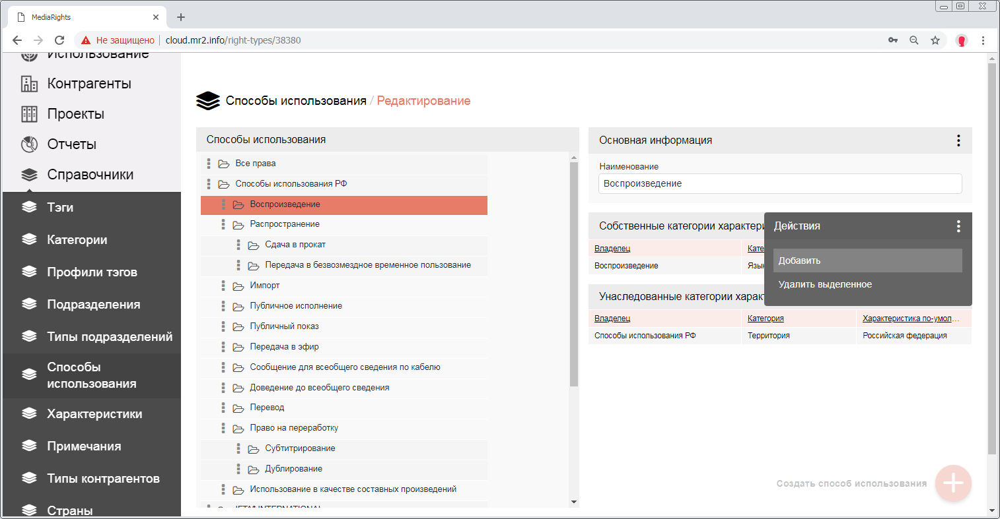 MediaRights
Не защищено
cloud.mr2.info/right-types/38380
Использование
Контрагенты
Проекты
Отчеты
Справочники
Тэги
Категории
Профили тэгов
Подразделения
Типы подразделений
Способы
использования
Характеристики
Примечания
Типы контрагентов
Страны
Способы использования / Редактирование
Способы использования
Все права
Способы использования РФ
Воспроизведение
Распространение
Сдача в прокат
Передача в безвозмездное временное пользование
Импорт
Публичное исполнение
Публичный показ
Передача в эфир
Сообщение для всеобщего сведения по кабелю
Доведение до всеобщего сведения
Перевод
Право на переработку
Субтитрирование
Дублирование
Использование в качестве составных произведений
Основная информация
Наименование
Воспроизведение
Собственные категории характери
Владелец
Кате
Воспроизведение
Язык
Действия
Добавить
Удалить выделенное
Унаследованные категории характ
Владелец
Категория
Характеристика по-умол...
Способы использования РФ
Территория
Российская федерация
Создать способ использования